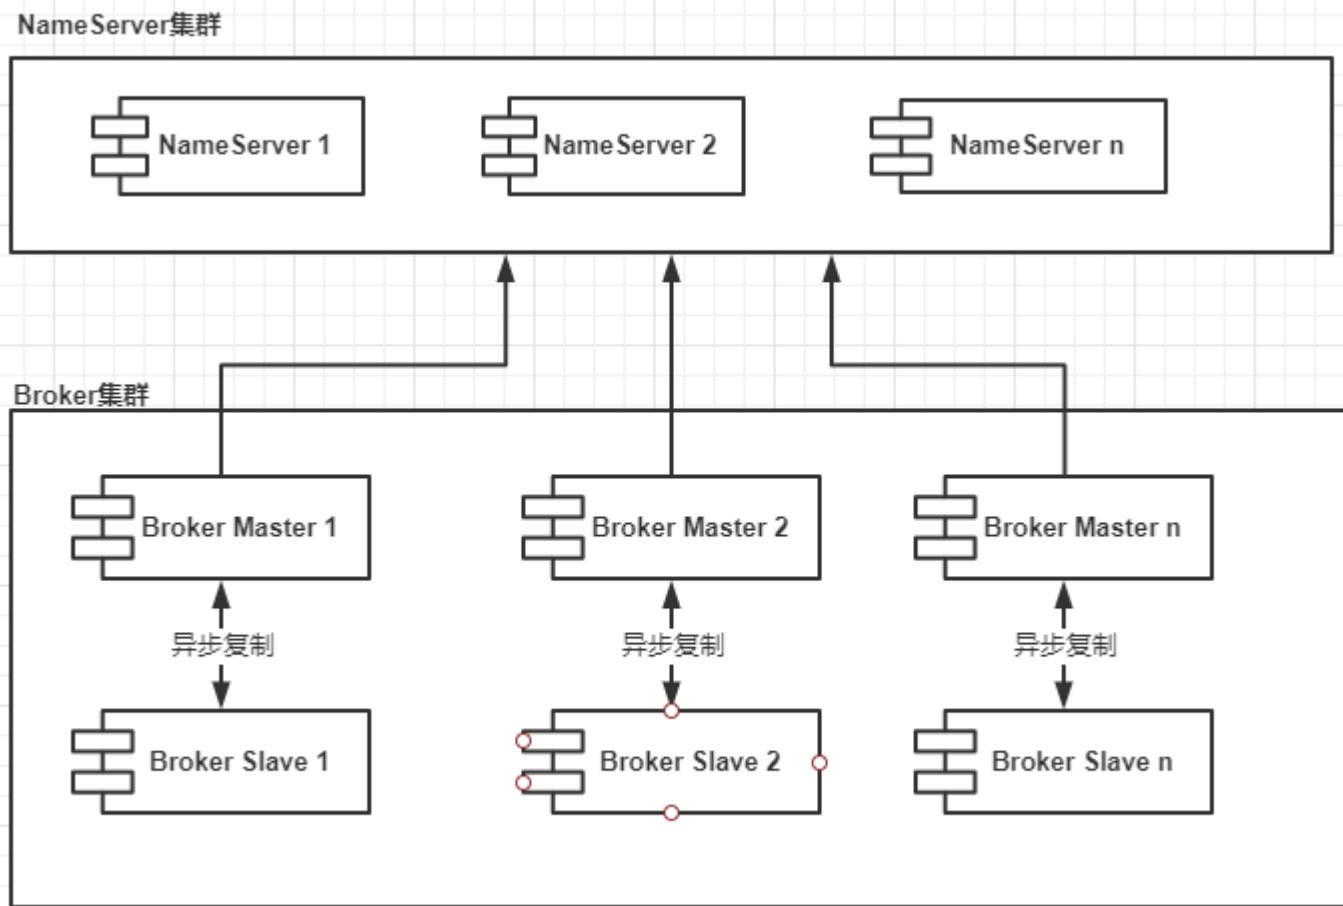 NameServer集群
NameServer 1
NameServer 2
NameServer n
Broker集群
Broker Master 1
Broker Master 2
Broker Master n
异步复制
异步复制
异步复制
Broker Slave 1
Broker Slave 2
Broker Slave n